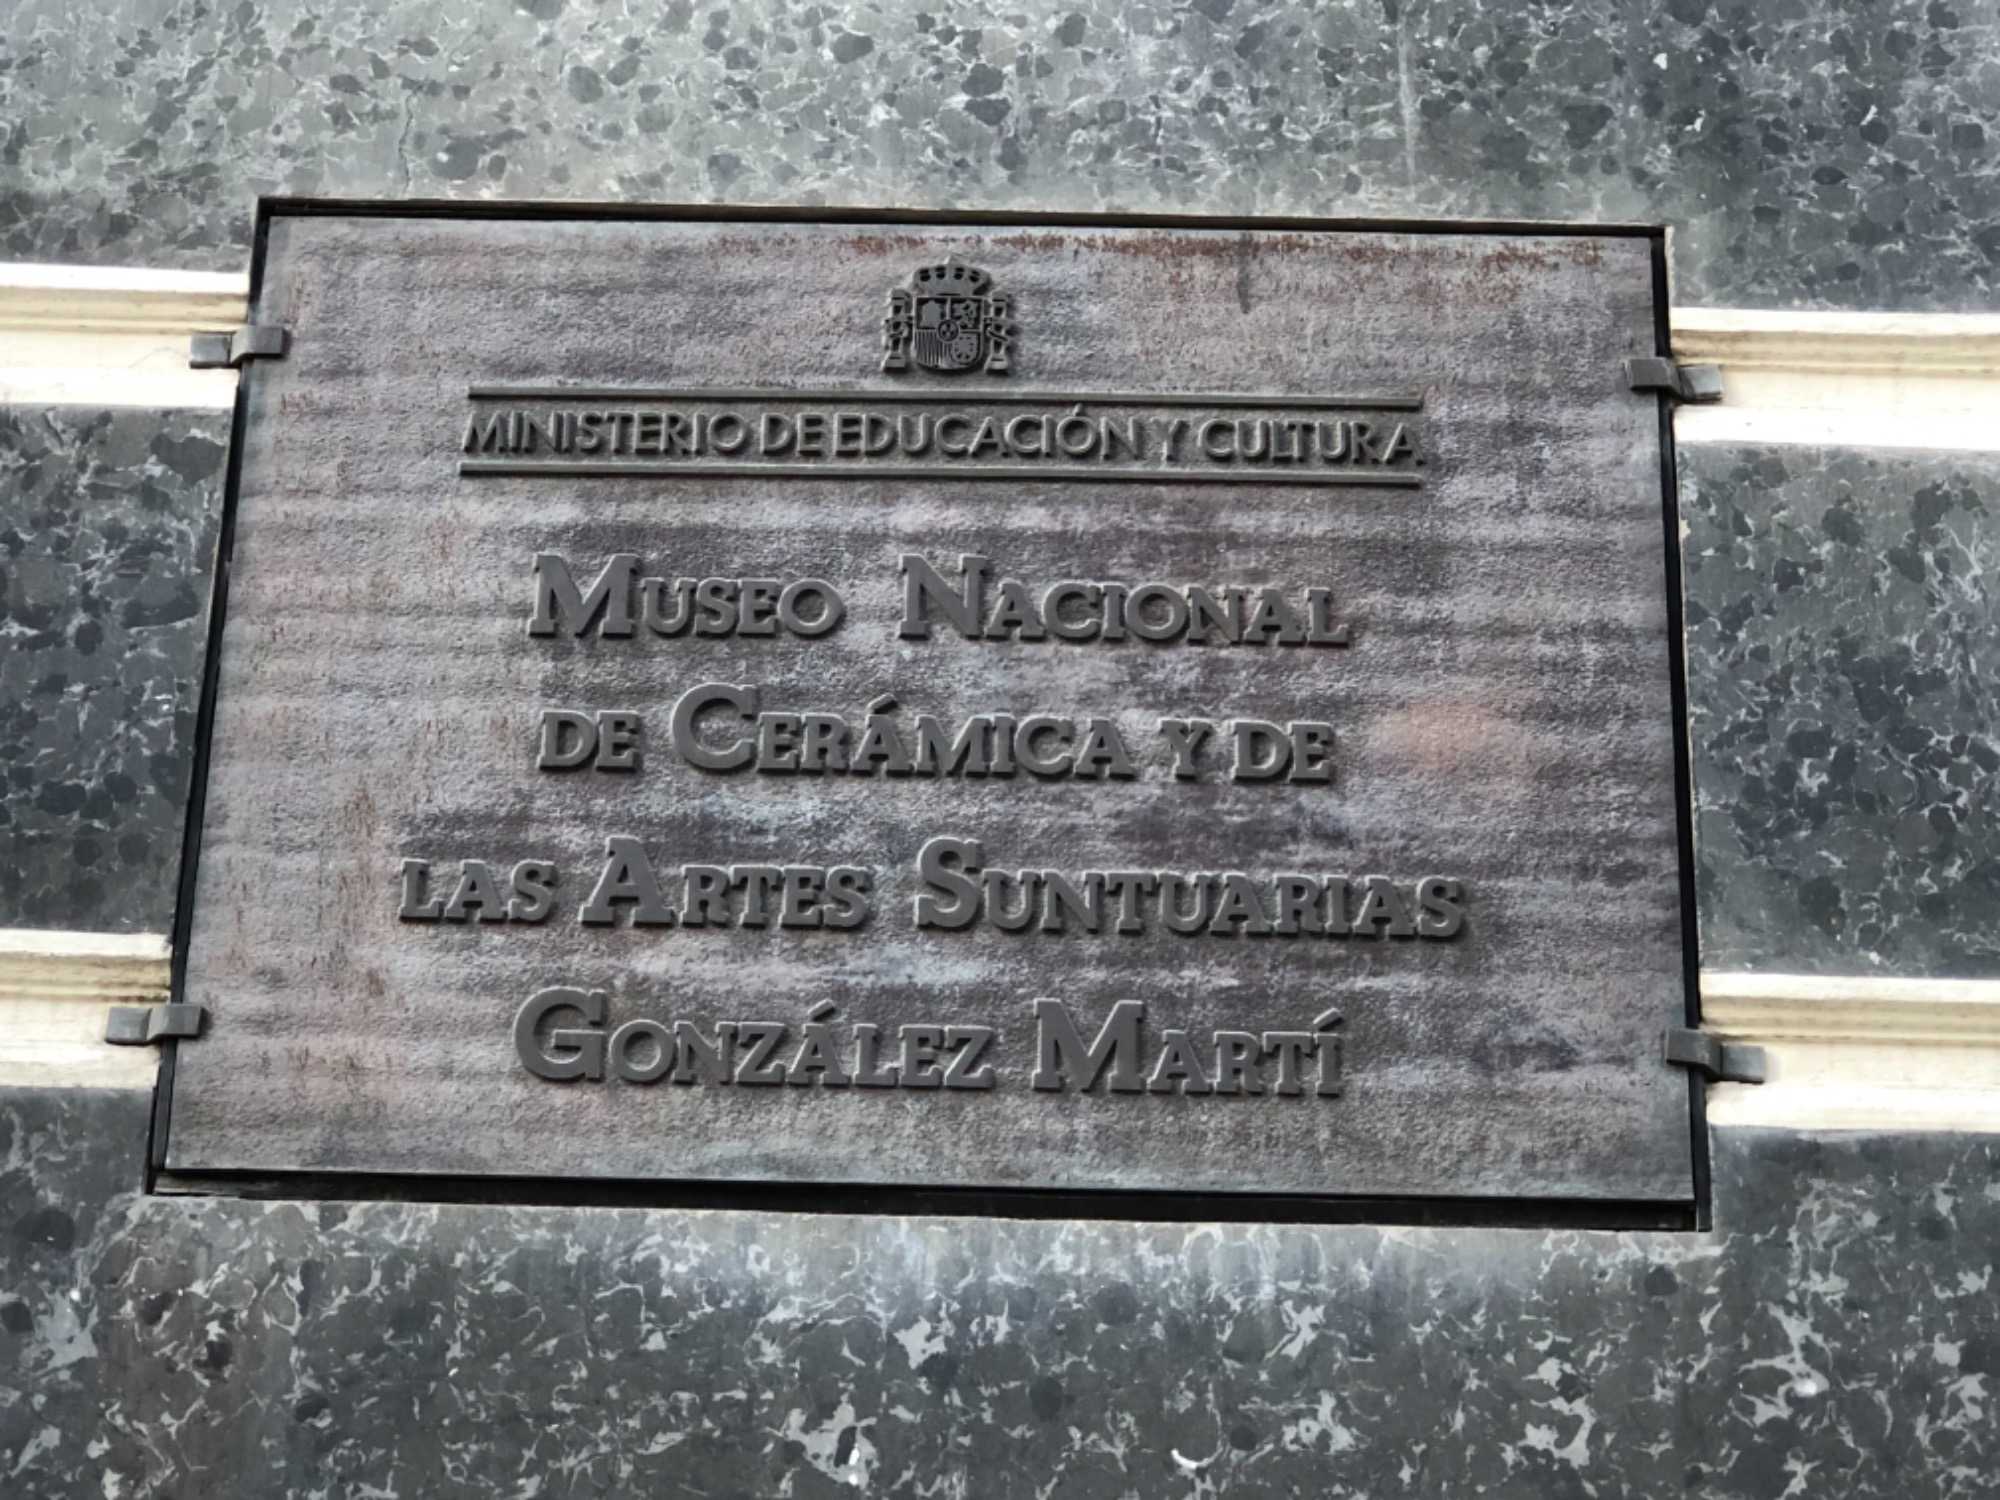 MINISTERIO DE EDUCACIÓN Y CULTURA
MUSEO NACIONAL
DE CERÁMICA Y DE
LAS ARTES SUNTUARIAS
GONZÁLEZ MARTÍ